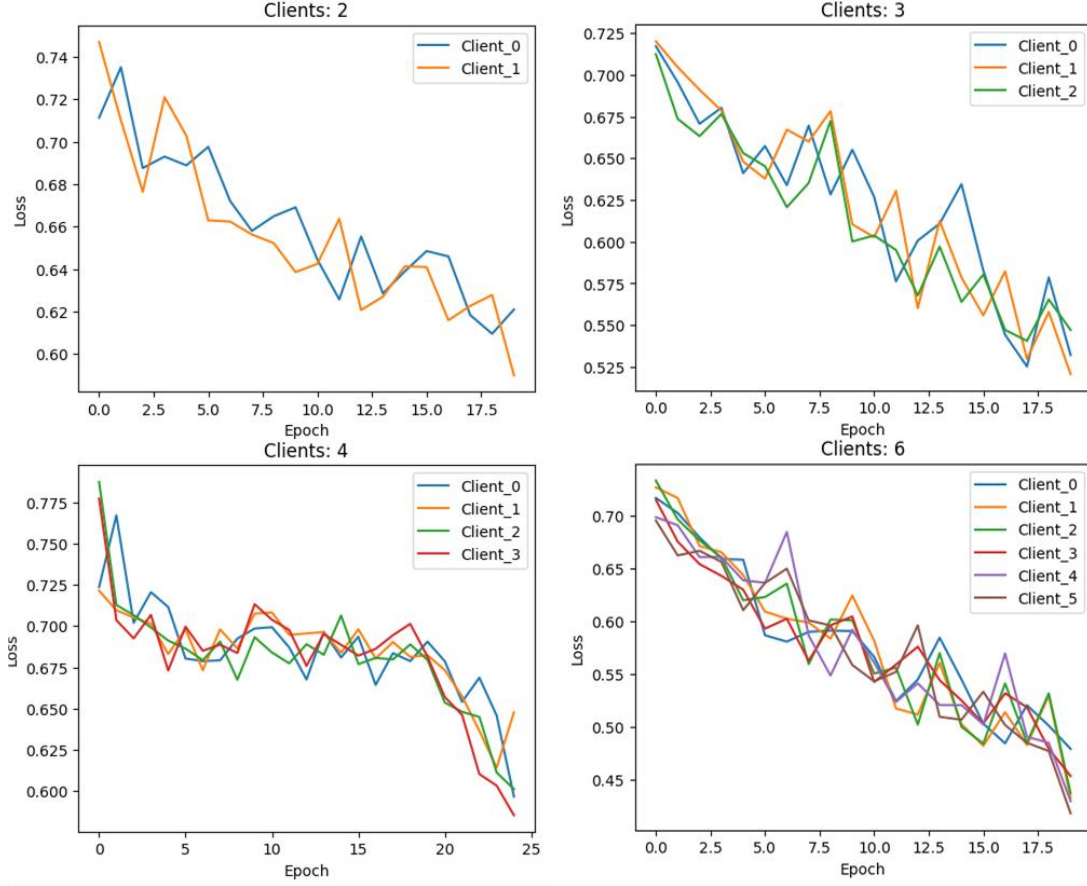 Clients: 2
Client_0
Client_1
0.74
0.72
0.70
0.68
0.66
0.64
0.62
0.60
Loss
0.0 2.5 5.0 7.5 10.0 12.5 15.0 17.5
Epoch
Clients: 3
Client_0
Client_1
Client_2
0.725
0.700
0.675
0.650
0.625
0.600
0.575
0.550
0.525
Loss
0.0 2.5 5.0 7.5 10.0 12.5 15.0 17.5
Epoch
Clients: 4
Client_0
Client_1
Client_2
Client_3
0.775
0.750
0.725
0.700
0.675
0.650
0.625
0.600
Loss
0 5 10 15 20 25
Epoch
Clients: 6
Client_0
Client_1
Client_2
Client_3
Client_4
Client_5
0.70
0.65
0.60
0.55
0.50
0.45
Loss
0.0 2.5 5.0 7.5 10.0 12.5 15.0 17.5
Epoch